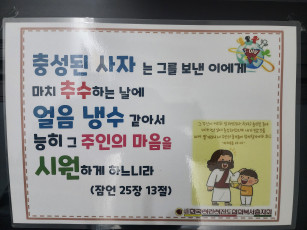 충성된 사자 는 그를 보낸 이에게
마치 추수하는 날에
얼음 냉수 같아서
능히 그 주인의 마음을
시원하게 하느니라
(잠언 25장 13절)